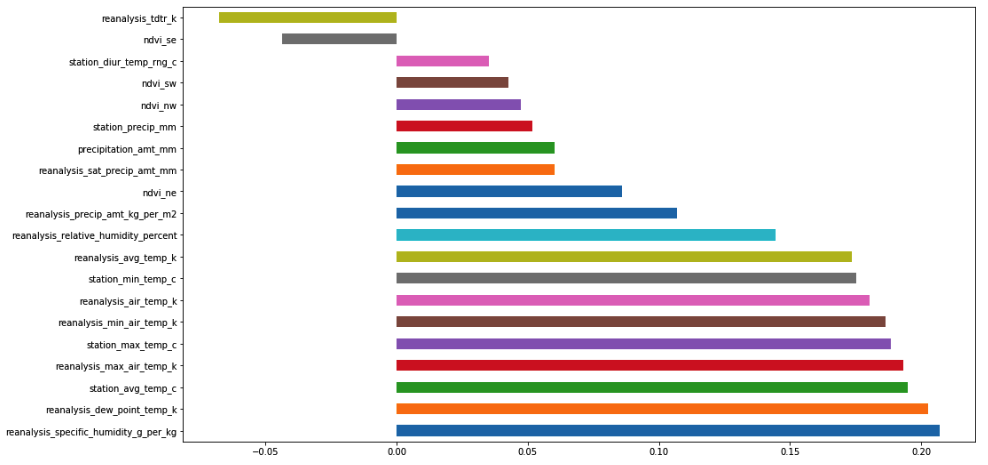 reanalysis_tdtr_k
ndvi_se
station_diur_temp_rng_c
ndvi_sw
ndvi_nw
station_precip_mm
precipitation_amt_mm
reanalysis_sat_precip_amt_mm
ndvi_ne
reanalysis_precip_amt_kg_per_m2
reanalysis_relative_humidity_percent
reanalysis_avg_temp_k
station_min_temp_c
reanalysis_air_temp_k
reanalysis_min_air_temp_k
station_max_temp_c
reanalysis_max_air_temp_k
station_avg_temp_c
reanalysis_dew_point_temp_k
reanalysis_specific_humidity_g_per_kg
−0.05 0.00 0.05 0.10 0.15 0.20